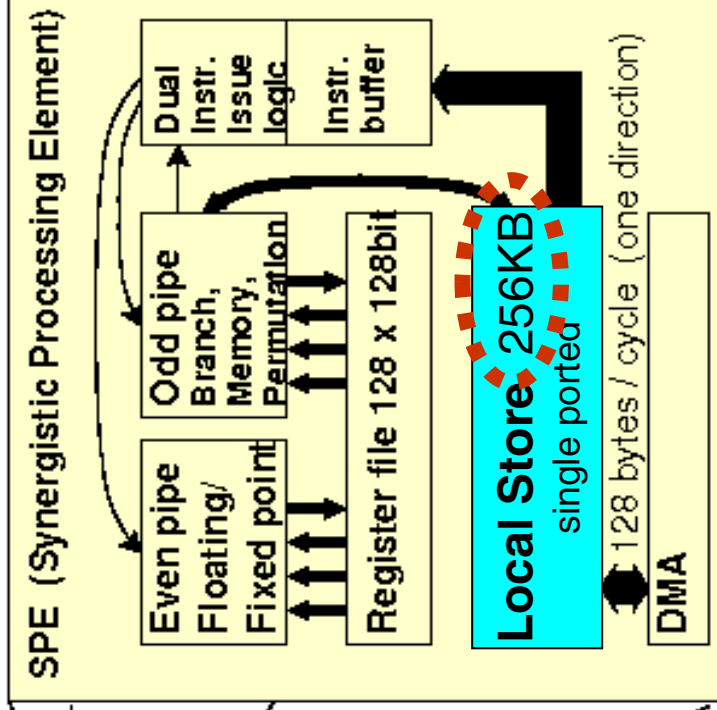 SPE (Synergistic Processing Element)
Even pipe
Floating/
Fixed point
Odd pipe
Branch,
Memory,
Permutation
Dual
Instr.
Issue
logic
Instr.
buffer
Register file 128 x 128bit
Local Store 256KB
single ported
128 bytes / cycle (one direction)
DMA